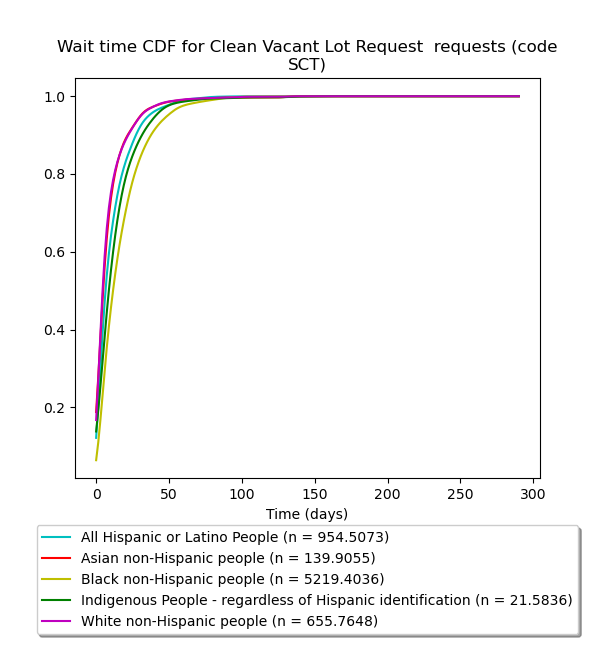 Wait time CDF for Clean Vacant Lot Request  requests (code
SCT)
1.0
0.8
0.6
0.4
0.2
0 50 100 150 200 250 300
Time (days)
All Hispanic or Latino People (n = 954.5073)
Asian non-Hispanic people (n = 139.9055)
Black non-Hispanic people (n = 5219.4036)
Indigenous People - regardless of Hispanic identification (n = 21.5836)
White non-Hispanic people (n = 655.7648)